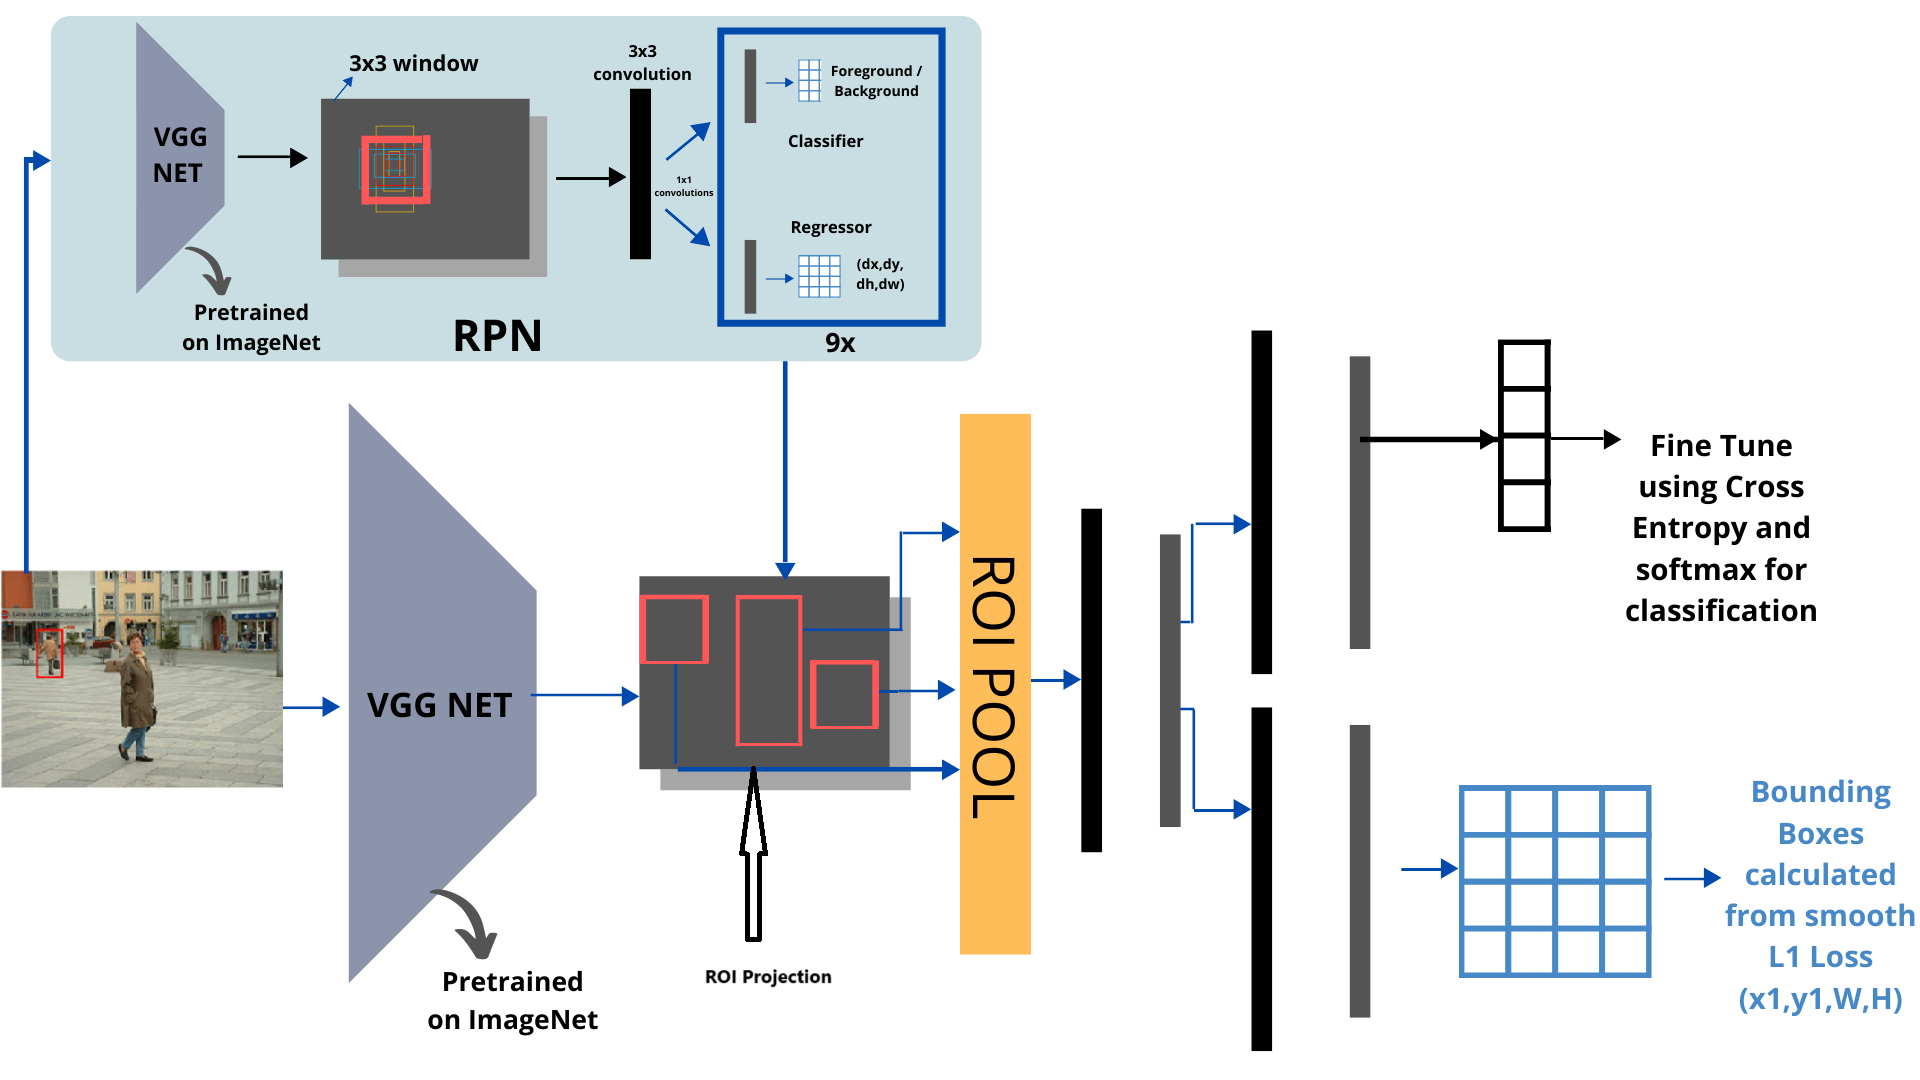 3x3 window
3x3
convolution
VGG
NET
Foreground /
Background
Classifier
1x1
convolutions
Regressor
(dx,dy,
dh,dw)
Pretrained
on ImageNet
RPN
9x
VGG NET
ROI POOL
Pretrained
on ImageNet
ROI Projection
Fine Tune
using Cross
Entropy and
softmax for
classification
Bounding
Boxes
calculated
from smooth
L1 Loss
(x1,y1,W,H)